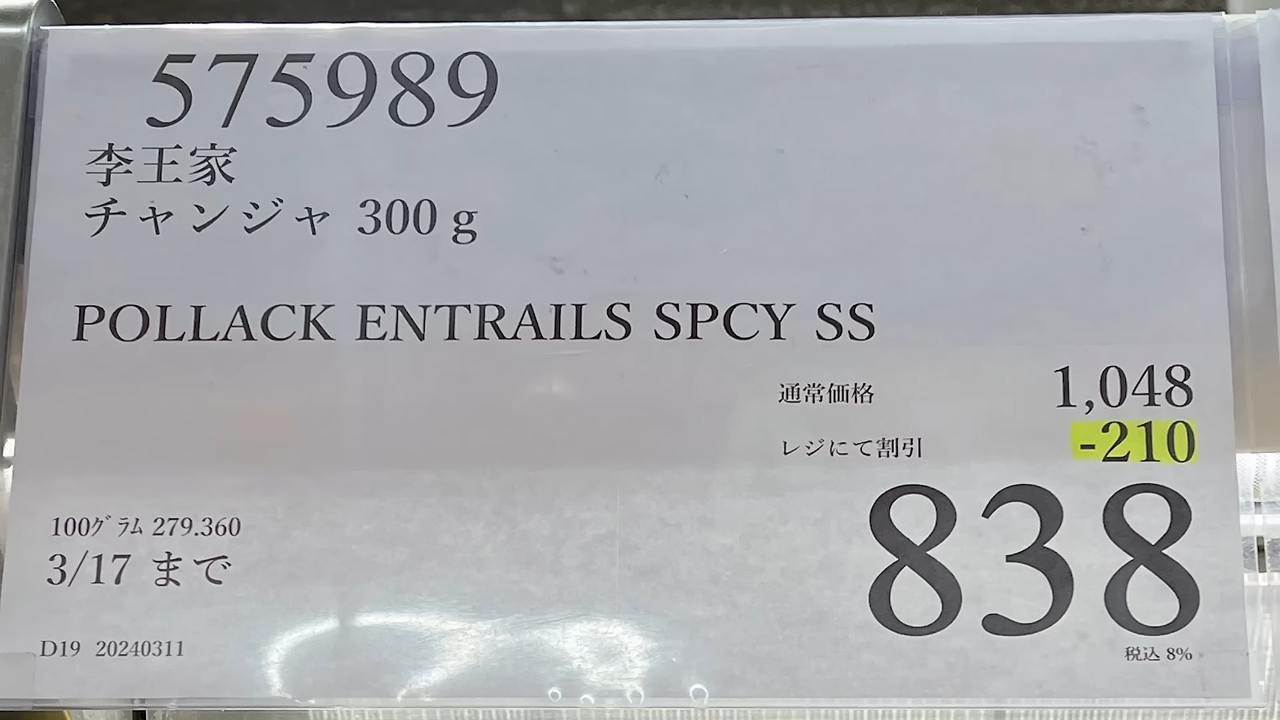 575989
李王家
チャンジャ 300 g
POLLACK ENTRAILS SPCY SS
通常価格 1,048
レジにて割引 -210
838
100グラム 279.360
3/17 まで
税込 8%
D19 20240311